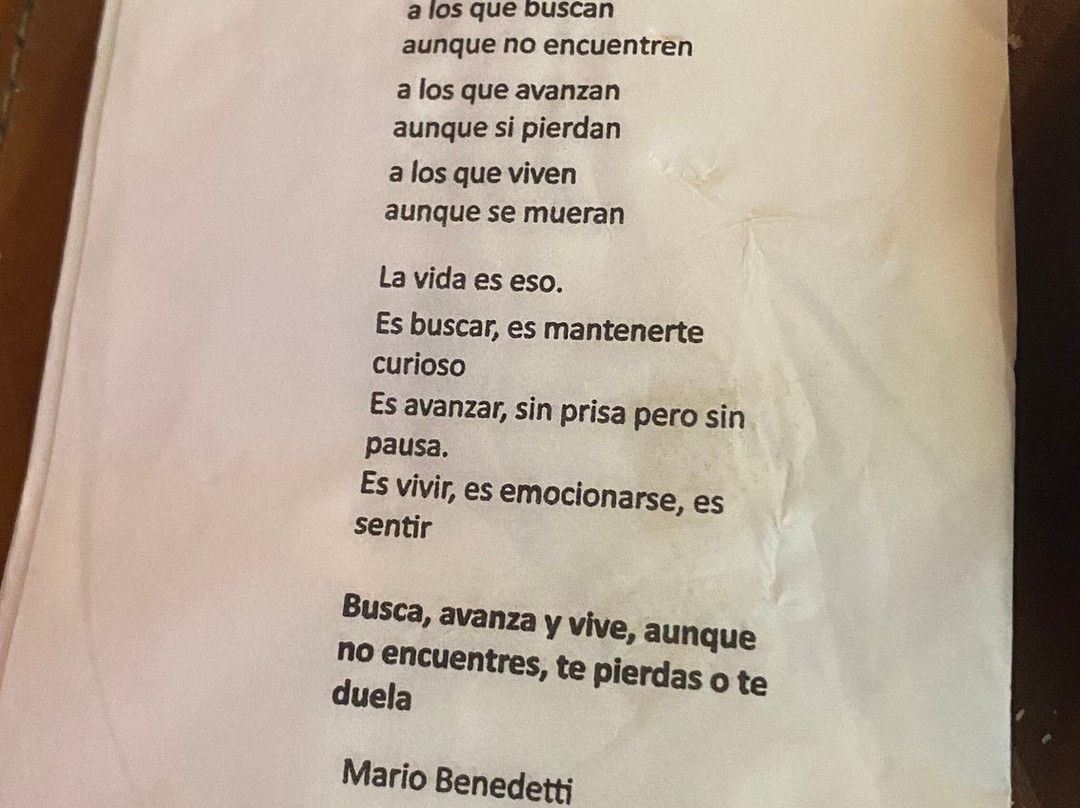 a los que buscan
aunque no encuentren
a los que avanzan
aunque si pierdan
a los que viven
aunque se mueran
La vida es eso.
Es buscar, es mantenerte
curioso
Es avanzar, sin prisa pero sin
pausa.
Es vivir, es emocionarse, es
sentir
Busca, avanza y vive, aunque
no encuentres, te pierdas o te
duela
Mario Benedetti